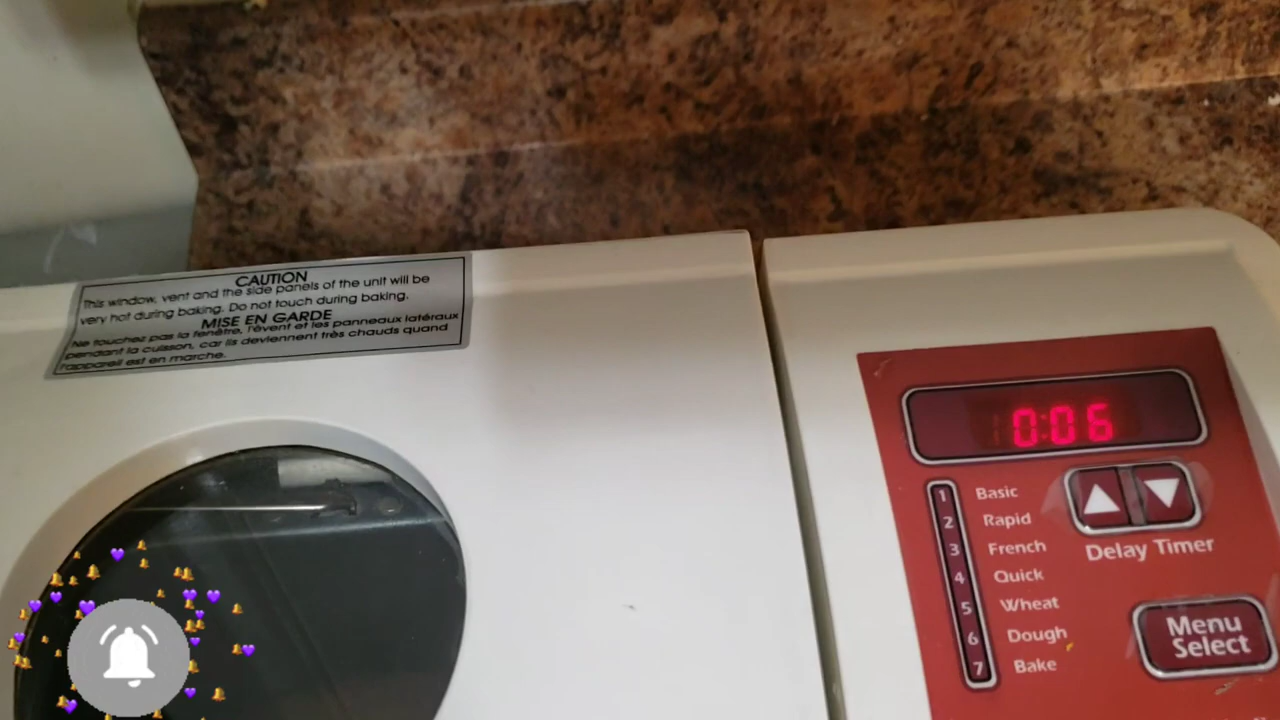 CAUTION
This window, vent and the side panels of the unit will be
very hot during baking. Do not touch during baking.
MISE EN GARDE
Ne touchez pas la fenêtre, l'évent et les panneaux latéraux
pendant la cuisson, car ils deviennent très chauds quand
l'appareil est en marche.
0:06
1 Basic
2 Rapid
3 French
4 Quick
5 Wheat
6 Dough
7 Bake
Delay Timer
Menu
Select